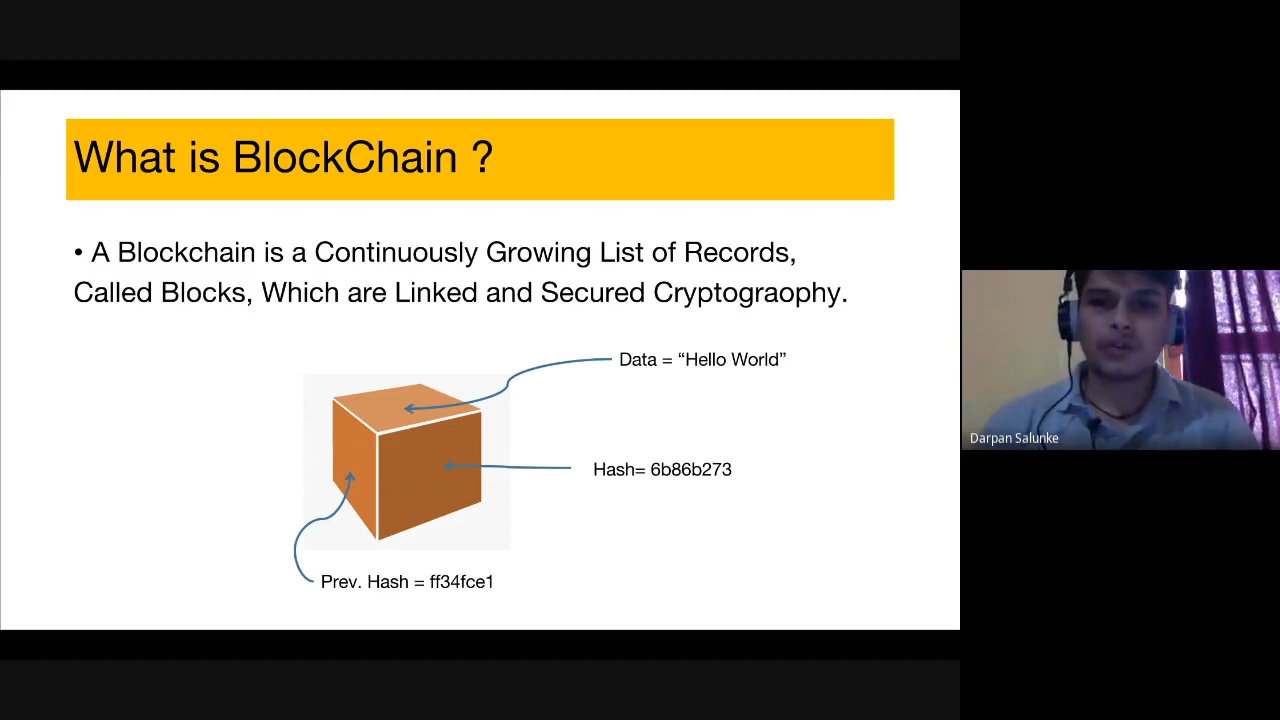 What is BlockChain ?
• A Blockchain is a Continuously Growing List of Records,
Called Blocks, Which are Linked and Secured Cryptograophy.
Data = “Hello World”
Hash= 6b86b273
Prev. Hash = ff34fce1
Darpan Salunke